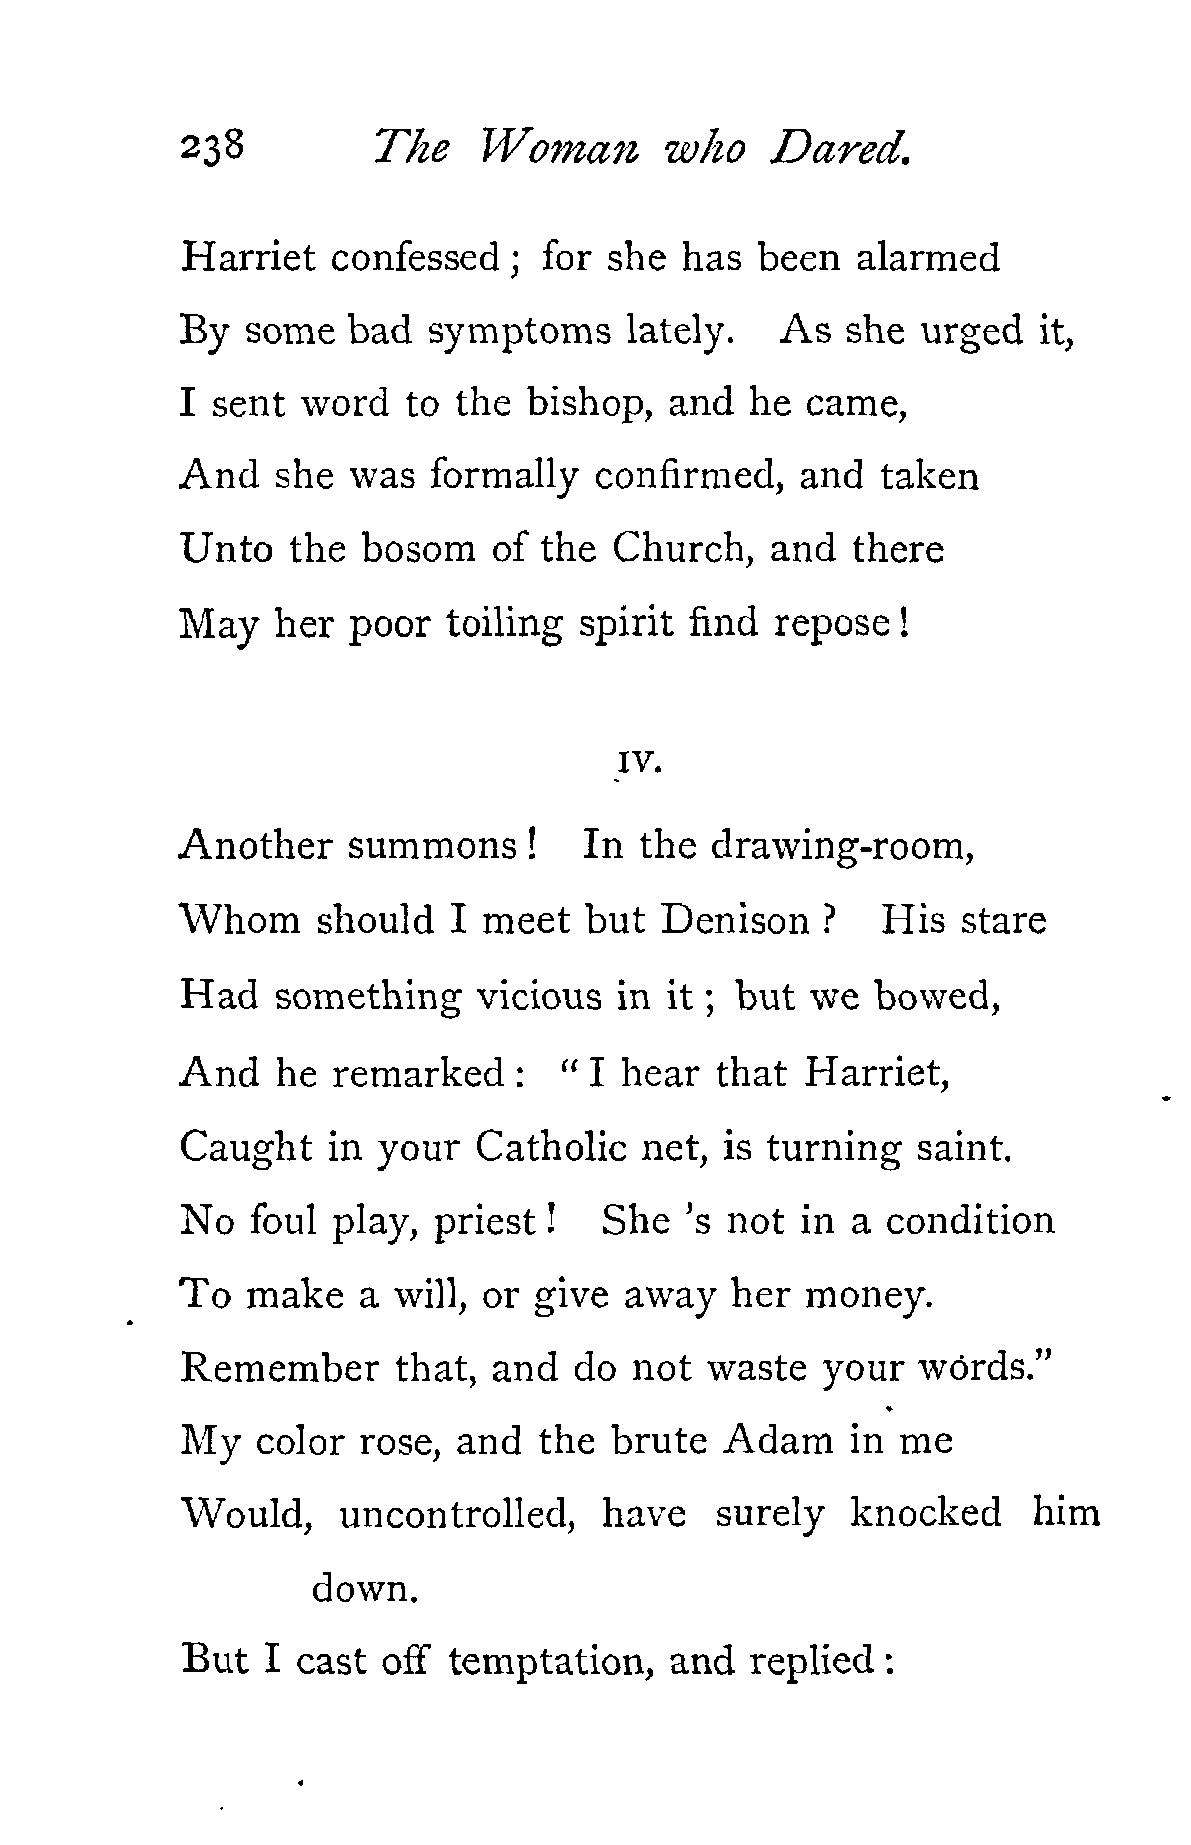 238 The Woman who Dared.
Harriet confessed ; for she has been alarmed
By some bad symptoms lately. As she urged it,
I sent word to the bishop, and he came,
And she was formally confirmed, and taken
Unto the bosom of the Church, and there
May her poor toiling spirit find repose !
IV.
Another summons ! In the drawing-room,
Whom should I meet but Denison ? His stare
Had something vicious in it ; but we bowed,
And he remarked : “ I hear that Harriet,
Caught in your Catholic net, is turning saint.
No foul play, priest ! She 's not in a condition
To make a will, or give away her money.
Remember that, and do not waste your words.”
My color rose, and the brute Adam in me
Would, uncontrolled, have surely knocked him
down.
But I cast off temptation, and replied :